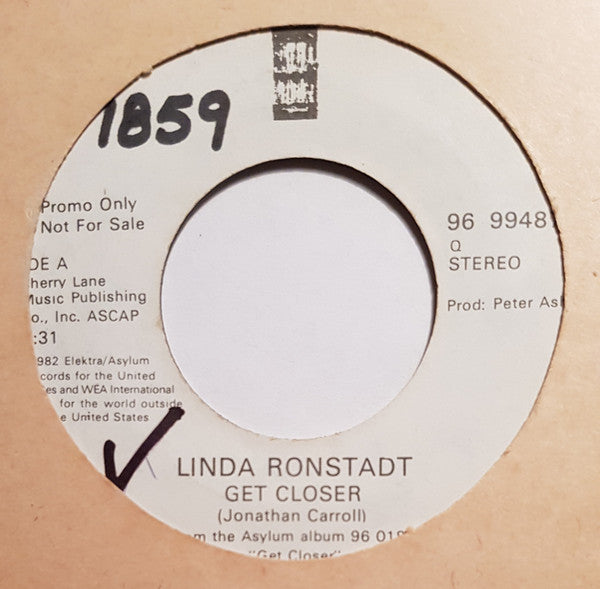 1859
Promo Only
Not For Sale
DE A
herry Lane
Music Publishing
o., Inc. ASCAP
:31
982 Elektra/Asylum
cords for the United
es and WEA International
for the world outside
e United States
96 9948
Q
STEREO
Prod: Peter As
LINDA RONSTADT
GET CLOSER
(Jonathan Carroll)
m the Asylum album 96 018
"Get Closer"